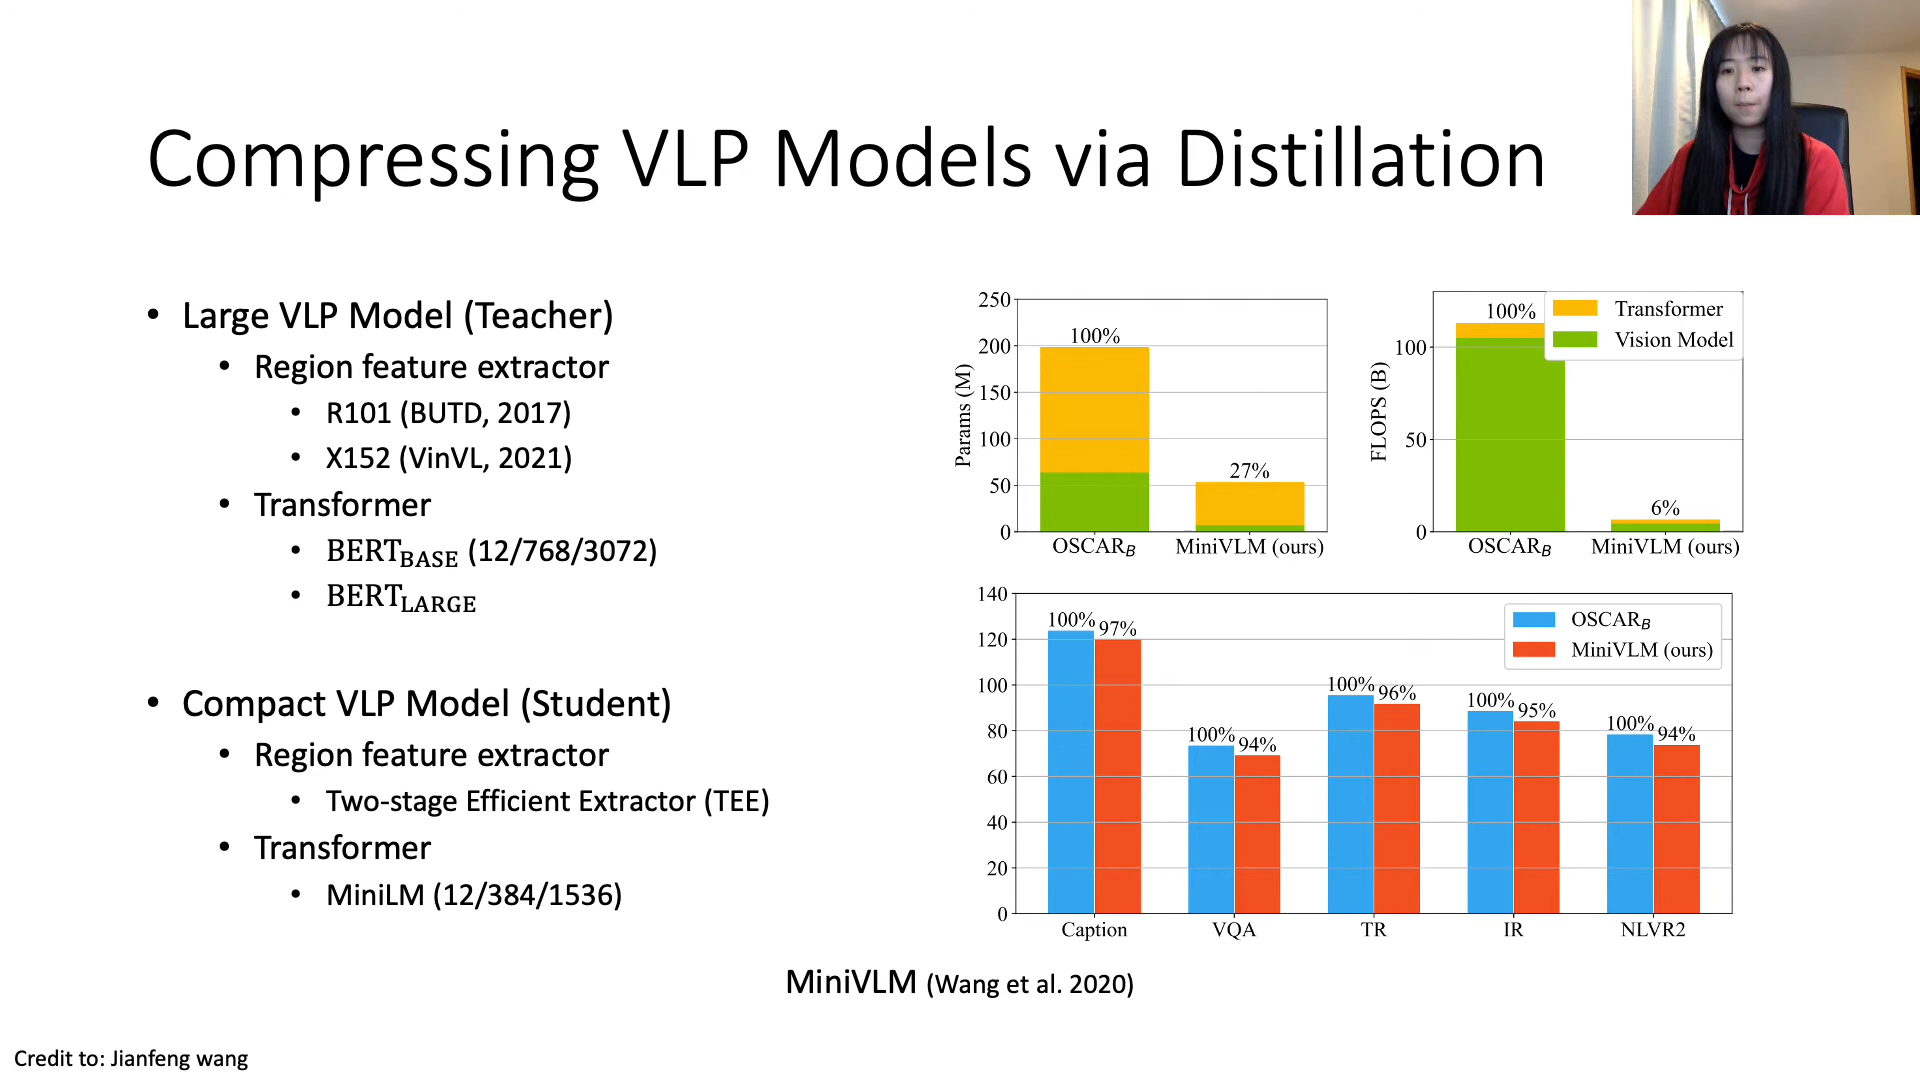 Compressing VLP Models via Distillation
• Large VLP Model (Teacher)
• Region feature extractor
• R101 (BUTD, 2017)
• X152 (VinVL, 2021)
• Transformer
• BERT_BASE (12/768/3072)
• BERT_LARGE
• Compact VLP Model (Student)
• Region feature extractor
• Two-stage Efficient Extractor (TEE)
• Transformer
• MiniLM (12/384/1536)
Params (M)
250
200
150
100
50
0
100%
27%
OSCAR_B
MiniVLM (ours)
FLOPS (B)
100
50
0
100%
6%
Transformer
Vision Model
OSCAR_B
MiniVLM (ours)
140
120
100
80
60
40
20
0
100% 97%
100% 94%
100% 96%
100% 95%
100% 94%
OSCAR_B
MiniVLM (ours)
Caption
VQA
TR
IR
NLVR2
MiniVLM (Wang et al. 2020)
Credit to: Jianfeng wang